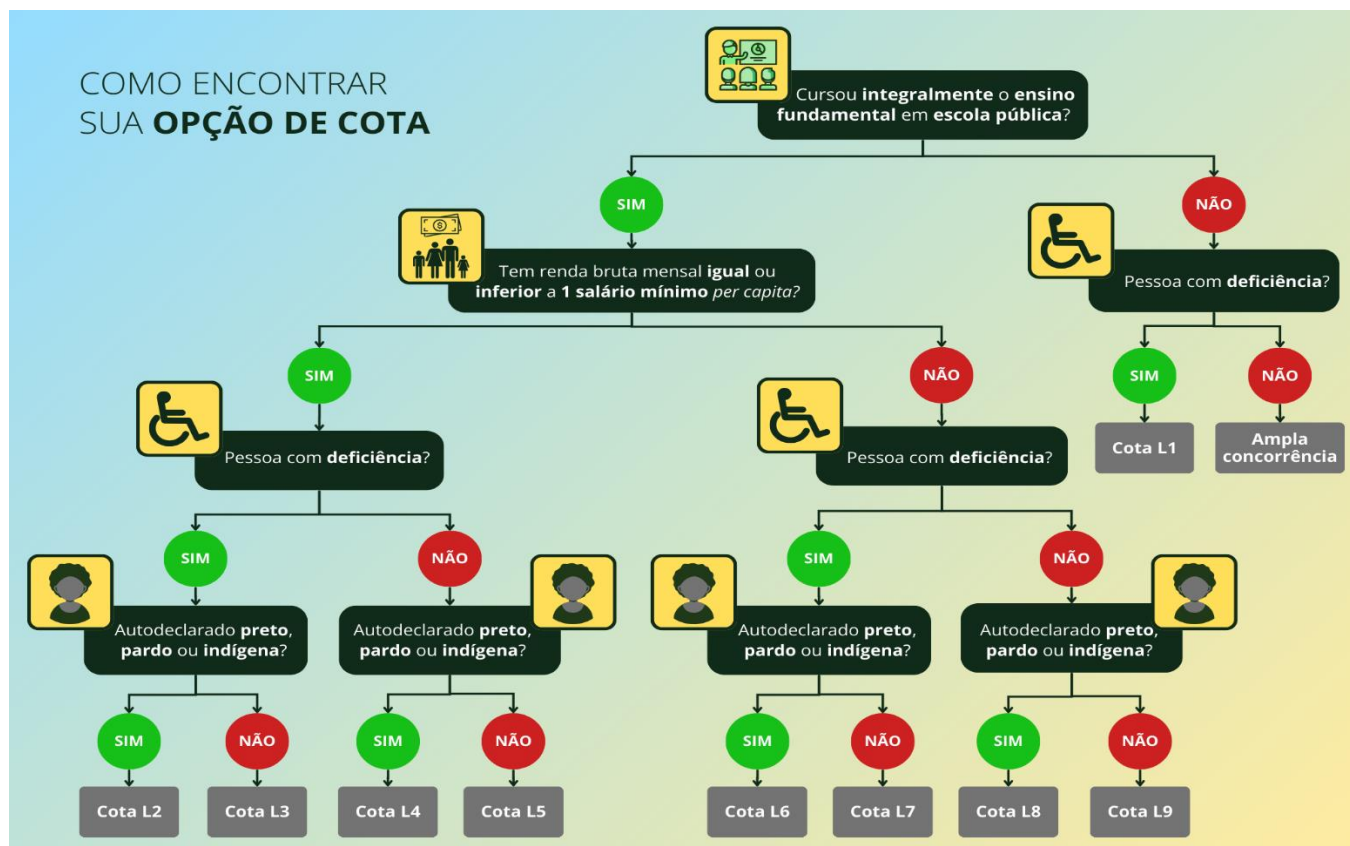 COMO ENCONTRAR
SUA OPÇÃO DE COTA
Cursou integralmente o ensino
fundamental em escola pública?
SIM
NÃO
Tem renda bruta mensal igual ou
inferior a 1 salário mínimo per capita?
Pessoa com deficiência?
SIM
NÃO
SIM
NÃO
Cota L1
Ampla
concorrência
Pessoa com deficiência?
Pessoa com deficiência?
SIM
NÃO
SIM
NÃO
Autodeclarado preto,
pardo ou indígena?
Autodeclarado preto,
pardo ou indígena?
Autodeclarado preto,
pardo ou indígena?
Autodeclarado preto,
pardo ou indígena?
SIM
NÃO
SIM
NÃO
SIM
NÃO
SIM
NÃO
Cota L2
Cota L3
Cota L4
Cota L5
Cota L6
Cota L7
Cota L8
Cota L9